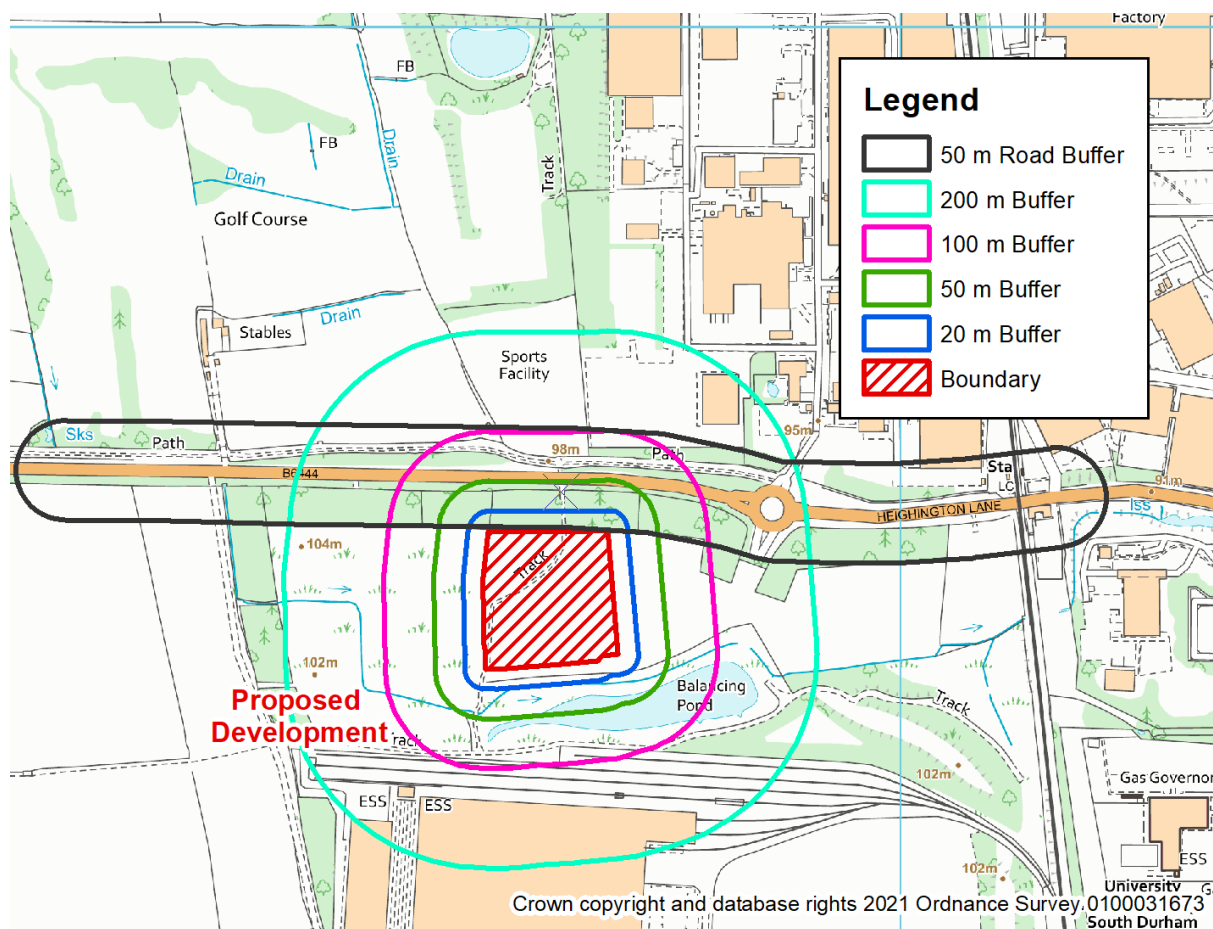 Factory
FB
FB
Drain
Drain
Track
Golf Course
Drain
Stables
Sports
Facility
Legend
50 m Road Buffer
200 m Buffer
100 m Buffer
50 m Buffer
20 m Buffer
Boundary
95m
Sks
Path
98m
Path
Sta
LC
91m
HEIGHINGTON LANE
Iss
104m
Track
102m
Proposed
Development
Balancing
Pond
Track
102m
Gas Governor
ESS
ESS
ESS
102m
University
South Durham
Crown copyright and database rights 2021 Ordnance Survey 0100031673